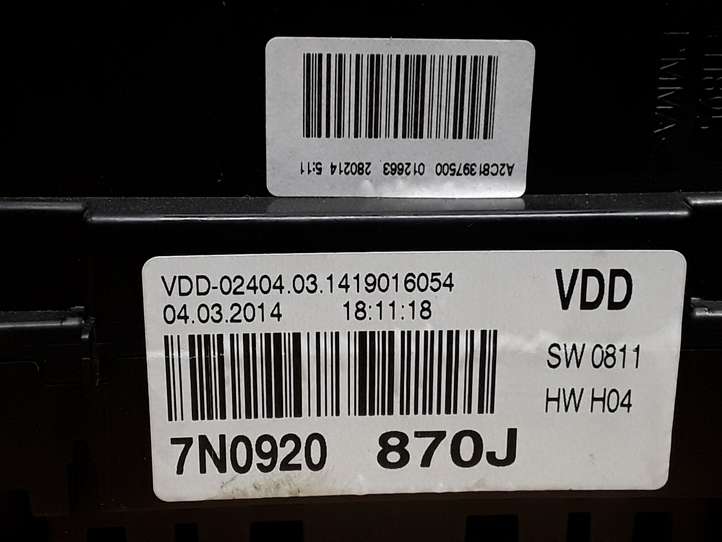 A2C81397500 012663 280214 5:11
PMMA
VDD-02404.03.1419016054
VDD
04.03.2014 18:11:18
SW 0811
HW H04
7N0920 870J